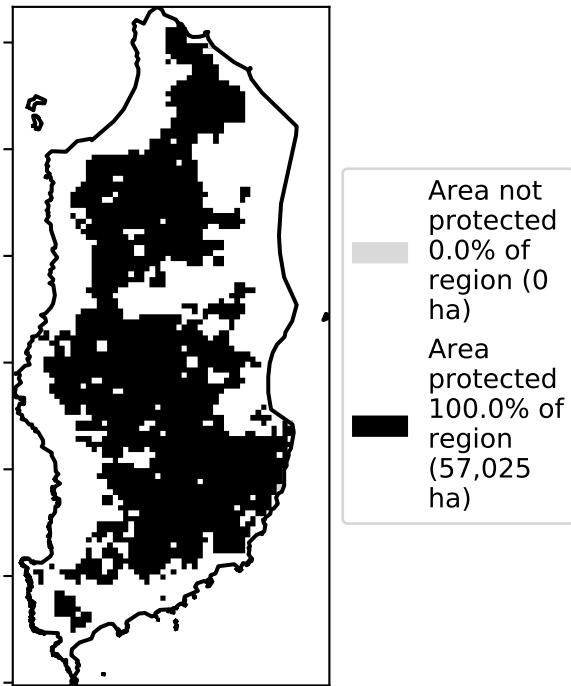 Area not
protected
0.0% of
region (0
ha)
Area
protected
100.0% of
region
(57,025
ha)